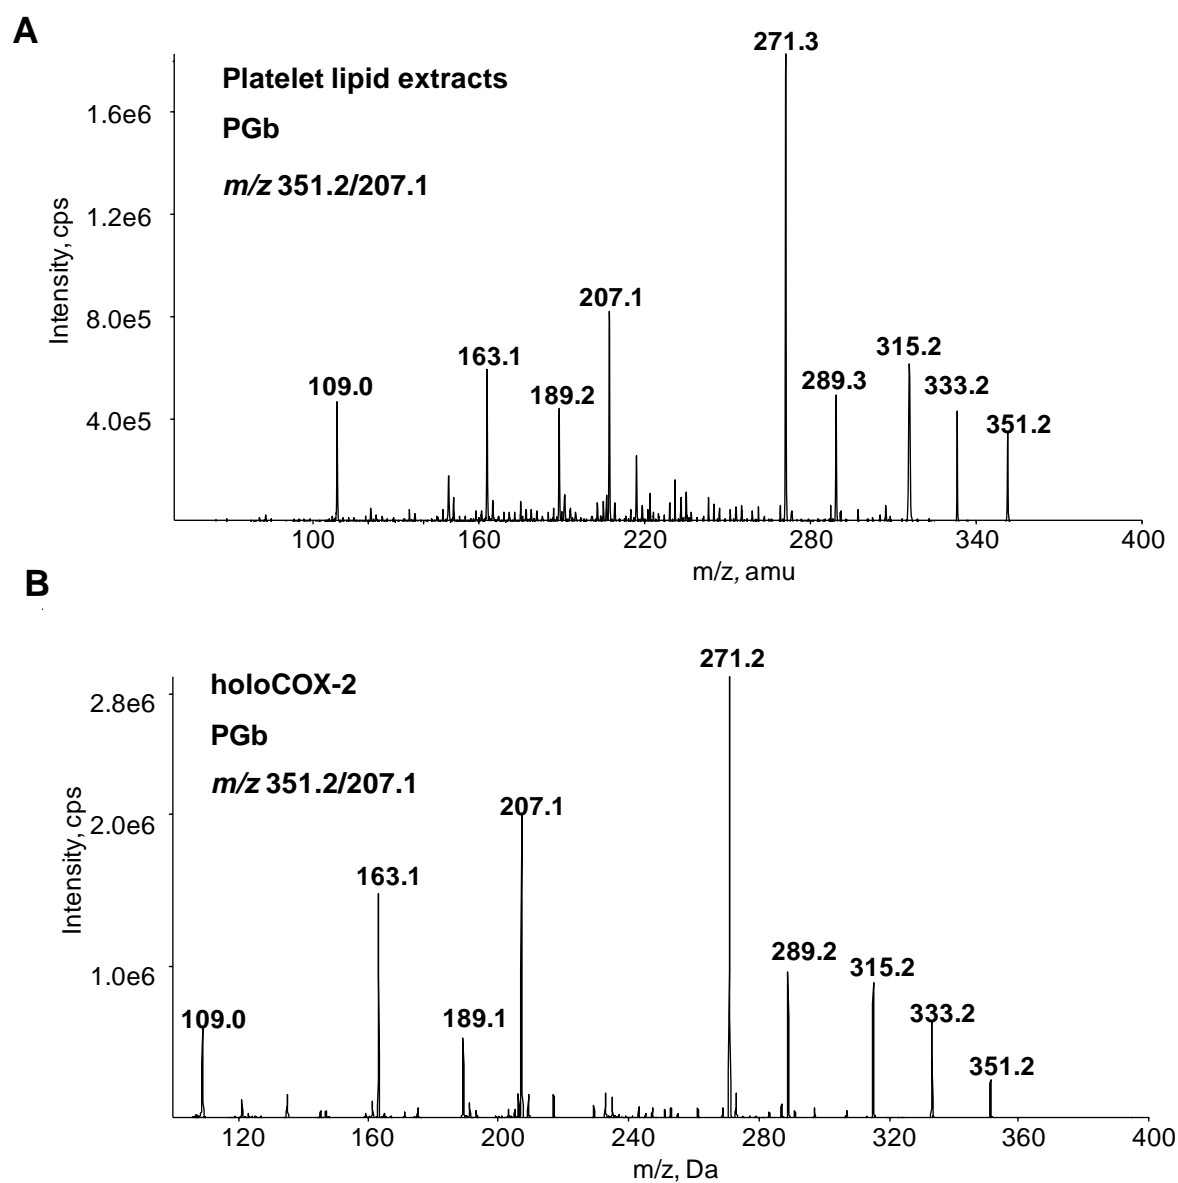 A
Platelet lipid extracts
PGb
m/z 351.2/207.1
Intensity, cps
1.6e6
1.2e6
8.0e5
4.0e5
109.0
163.1
189.2
207.1
271.3
289.3
315.2
333.2
351.2
100 160 220 280 340 400
m/z, amu
B
holoCOX-2
PGb
m/z 351.2/207.1
Intensity, cps
2.8e6
2.0e6
1.0e6
109.0
163.1
189.1
207.1
271.2
289.2
315.2
333.2
351.2
120 160 200 240 280 320 360 400
m/z, Da